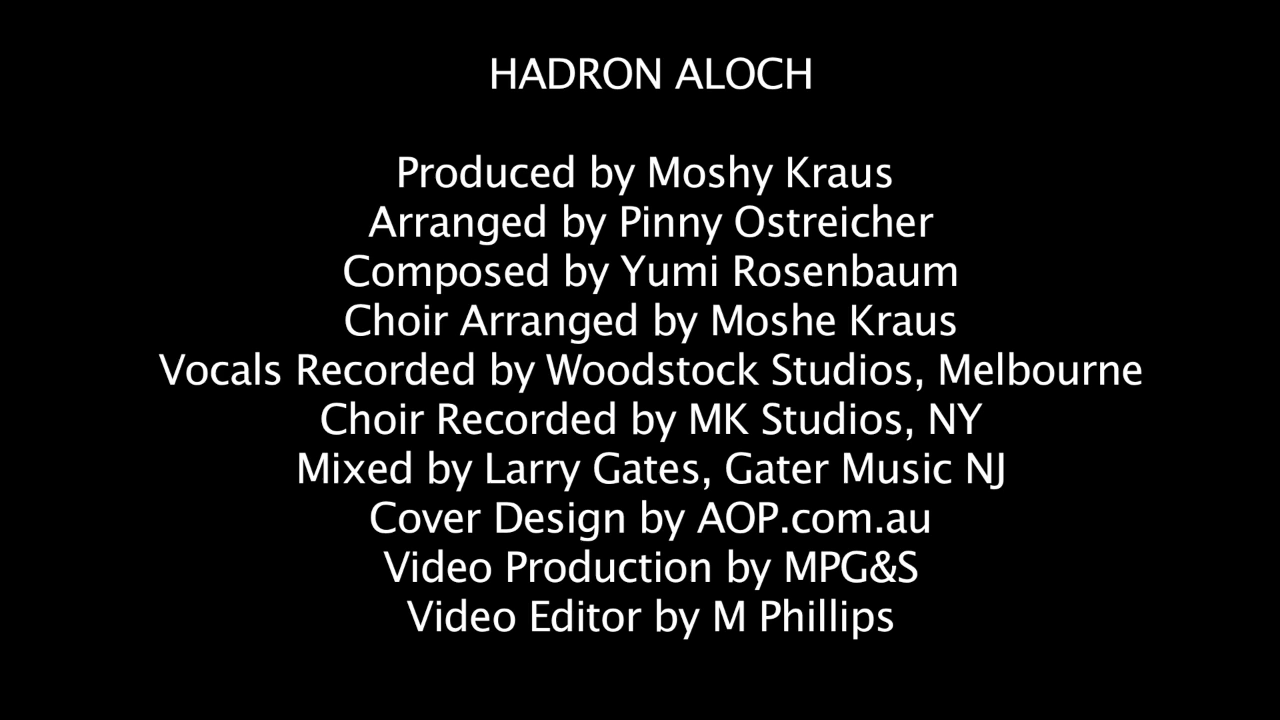 HADRON ALOCH
Produced by Moshy Kraus
Arranged by Pinny Ostreicher
Composed by Yumi Rosenbaum
Choir Arranged by Moshe Kraus
Vocals Recorded by Woodstock Studios, Melbourne
Choir Recorded by MK Studios, NY
Mixed by Larry Gates, Gater Music NJ
Cover Design by AOP.com.au
Video Production by MPG&S
Video Editor by M Phillips